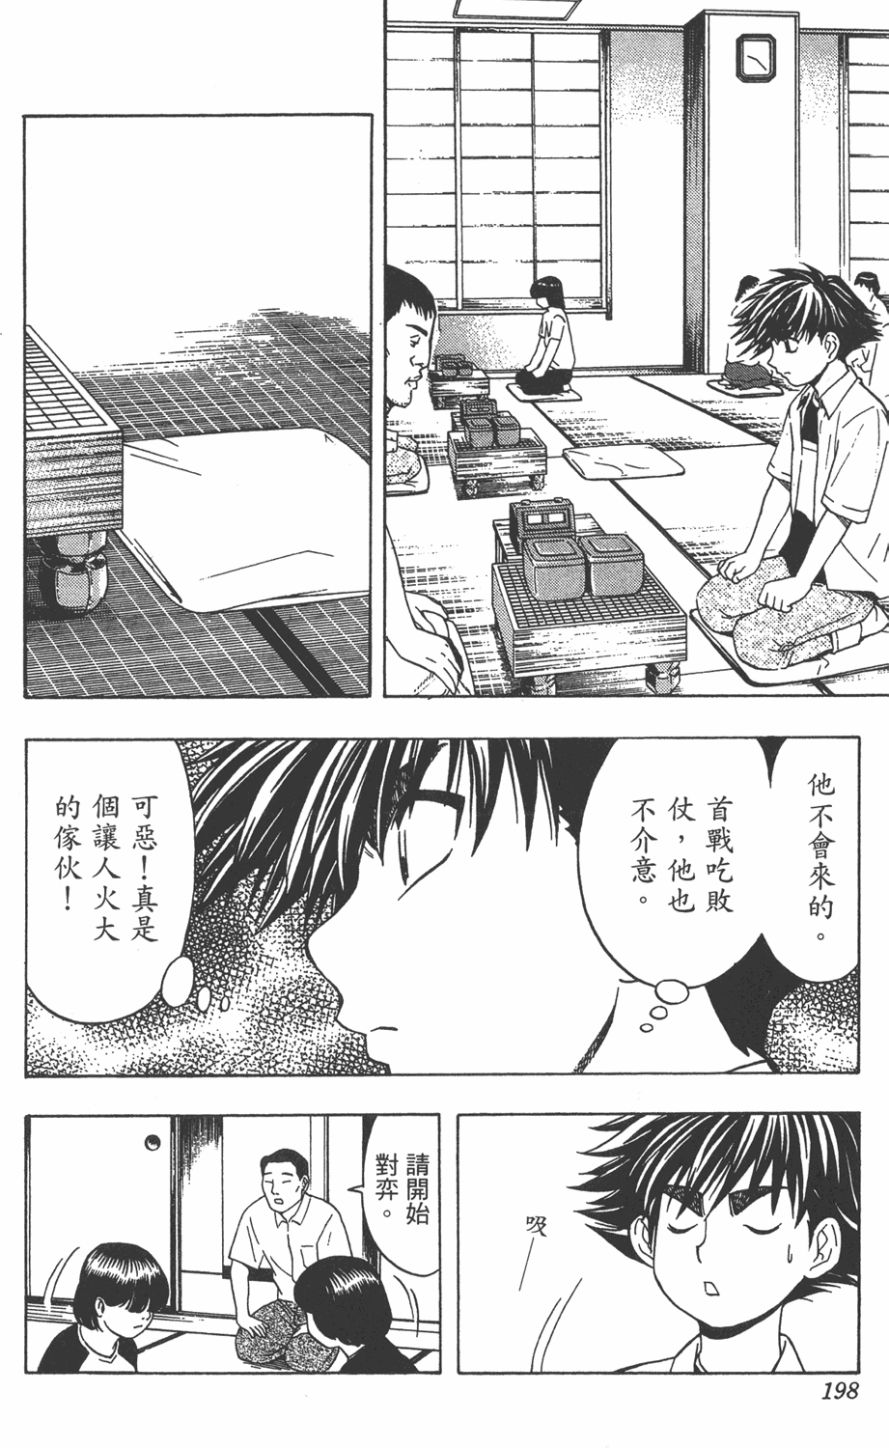 他不會來的。
首戰吃敗
仗，他也
不介意。
可惡！真是
個讓人火大
的傢伙！
吸
請開始
對弈。
198